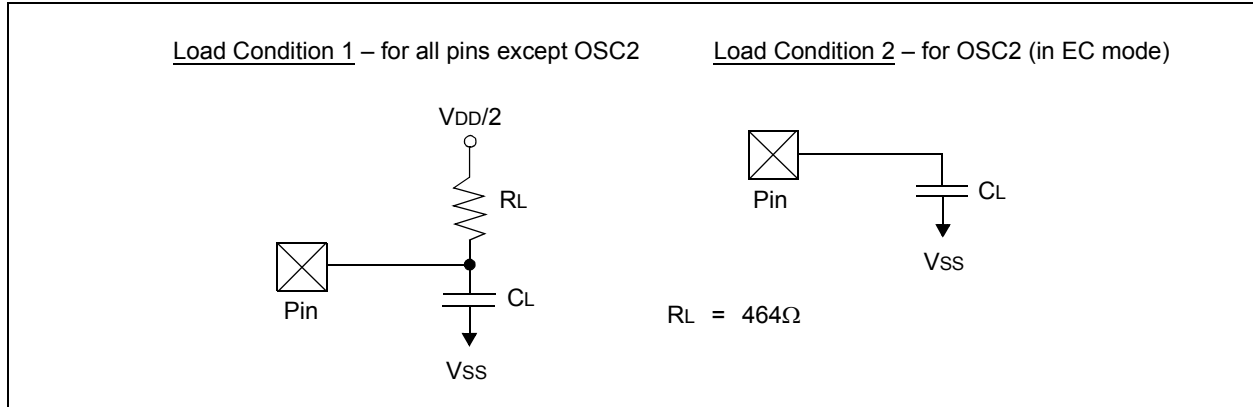 Load Condition 1 – for all pins except OSC2
Load Condition 2 – for OSC2 (in EC mode)
VDD/2
RL
Pin
CL
VSS
Pin
CL
VSS
RL = 464Ω